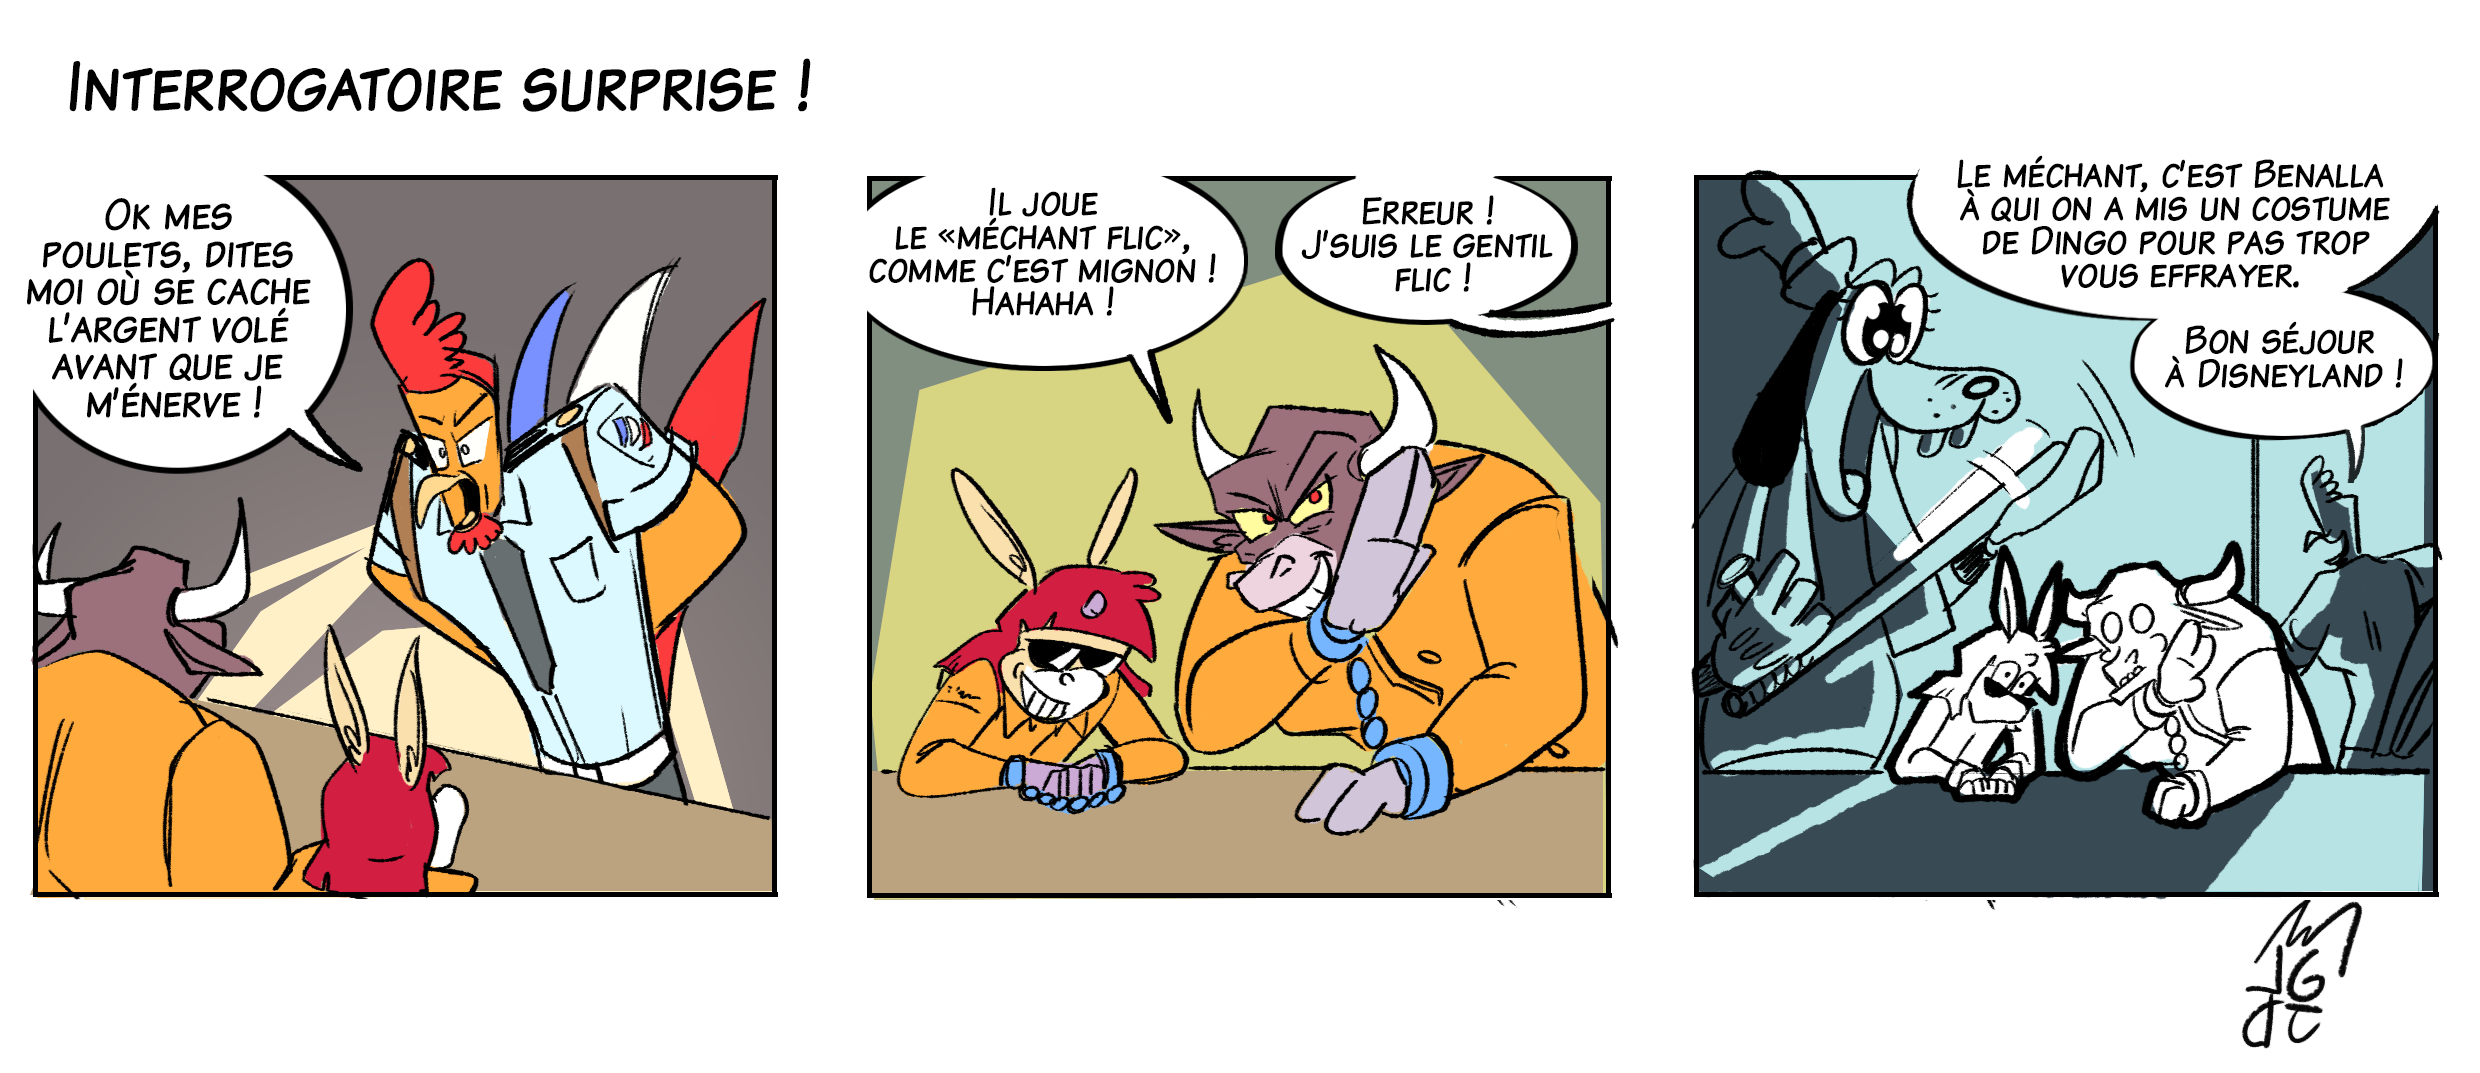 Interrogatoire surprise !
Ok mes
poulets, dites
moi où se cache
l'argent volé
avant que je
m'énerve !
Il joue
le «méchant flic»,
comme c'est mignon !
Hahaha !
Erreur !
J'suis le gentil
flic !
Le méchant, c'est Benalla
à qui on a mis un costume
de Dingo pour pas trop
vous effrayer.
Bon séjour
à Disneyland !